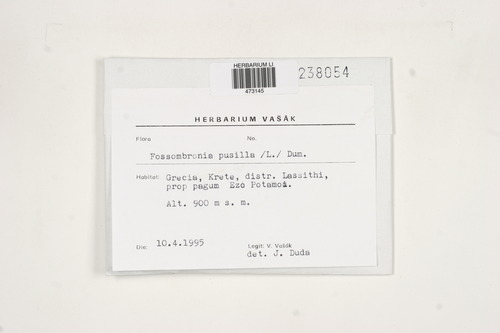 HERBARIUM LI
473145
238054
HERBARIUM VAŠÁK
Flora No.
Fossombronia pusilla /L./ Dum.
Habitat: Grecia, Krete, distr. Lassithi,
prop pagum Exo Potamoi.
Alt. 900 m s. m.
Die: 10.4.1995 Legit: V. Vašák
det. J. Duda